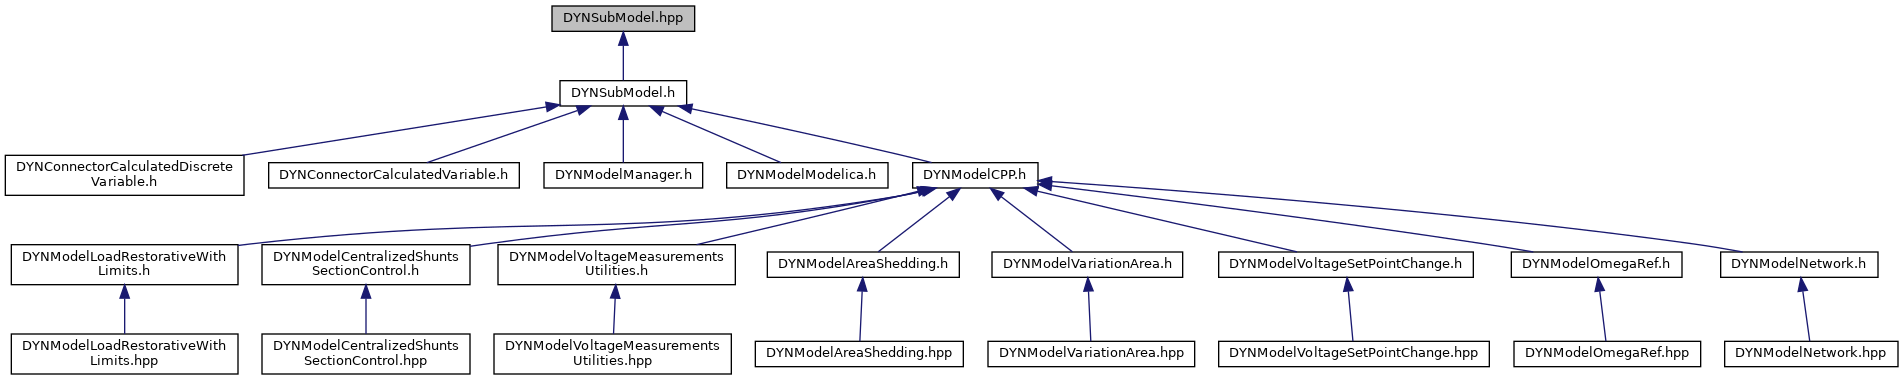 DYNSubModel.hpp
DYNSubModel.h
DYNConnectorCalculatedDiscrete
Variable.h
DYNConnectorCalculatedVariable.h
DYNModelManager.h
DYNModelModelica.h
DYNModelCPP.h
DYNModelLoadRestorativeWith
Limits.h
DYNModelCentralizedShunts
SectionControl.h
DYNModelVoltageMeasurements
Utilities.h
DYNModelAreaShedding.h
DYNModelVariationArea.h
DYNModelVoltageSetPointChange.h
DYNModelOmegaRef.h
DYNModelNetwork.h
DYNModelLoadRestorativeWith
Limits.hpp
DYNModelCentralizedShunts
SectionControl.hpp
DYNModelVoltageMeasurements
Utilities.hpp
DYNModelAreaShedding.hpp
DYNModelVariationArea.hpp
DYNModelVoltageSetPointChange.hpp
DYNModelOmegaRef.hpp
DYNModelNetwork.hpp